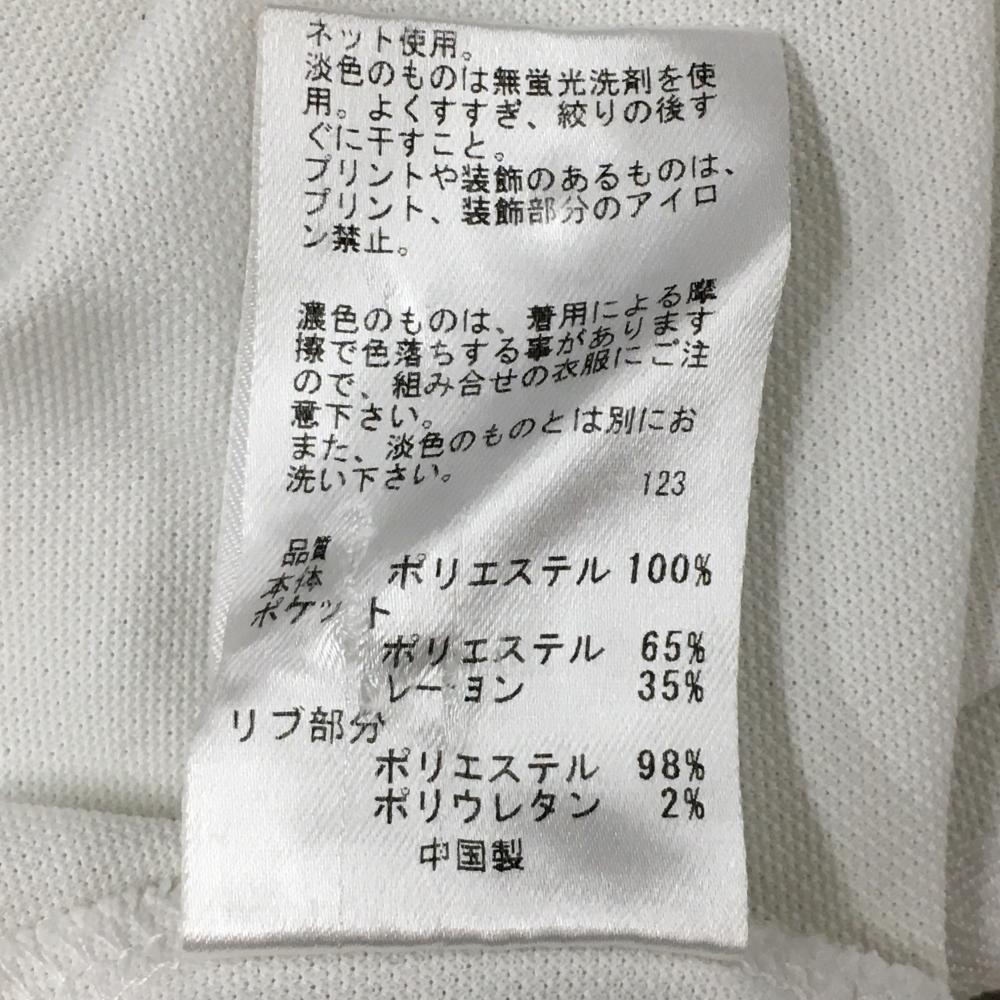 ネット使用。
淡色のものは無蛍光洗剤を使
用。よくすすぎ、絞りの後す
ぐに干すこと。
プリントや装飾のあるものは、
プリント、装飾部分のアイロ
ン禁止。
濃色のものは、着用による摩
擦で色落ちする事があります
ので、組み合せの衣服にご注
意下さい。
また、淡色のものとは別にお
洗い下さい。
123
品質
本体 ポリエステル 100%
ポケット
ポリエステル 65%
レーヨン 35%
リブ部分
ポリエステル 98%
ポリウレタン 2%
中国製